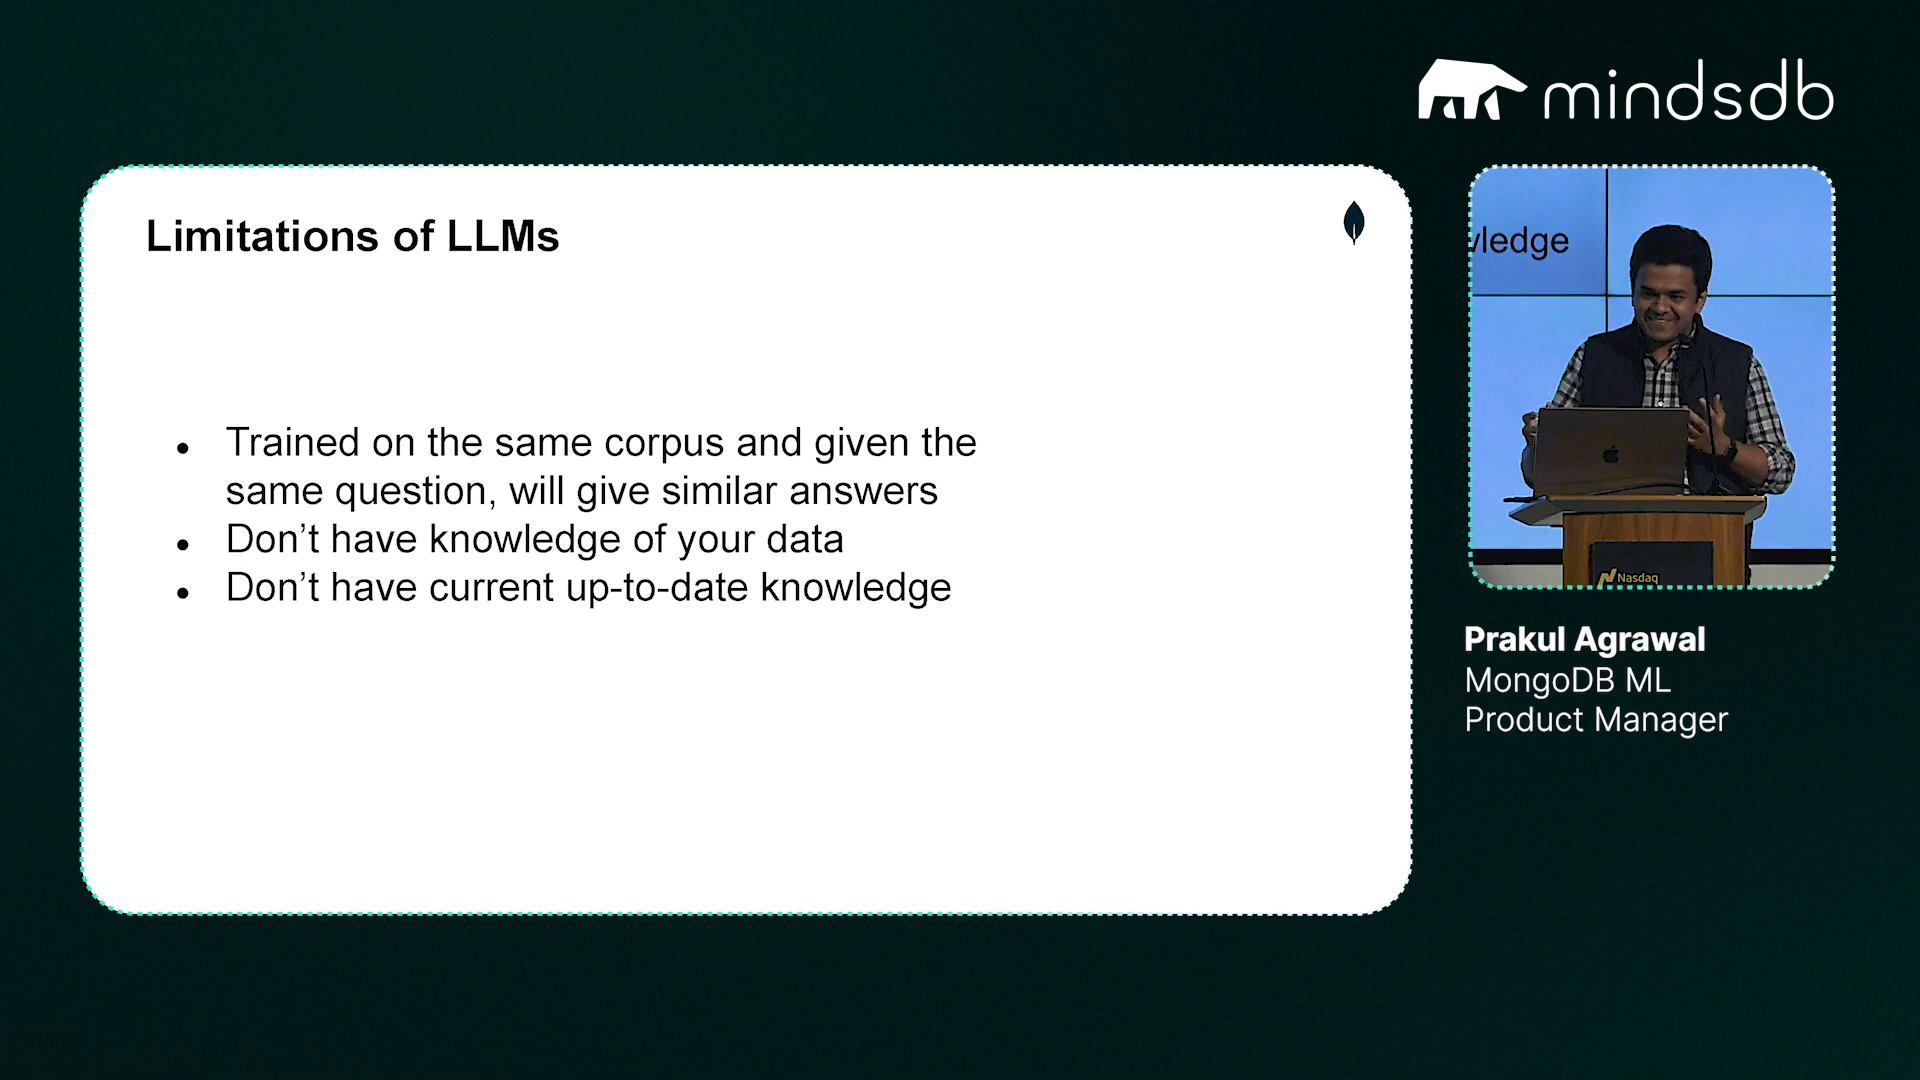 mindsdb
Limitations of LLMs
Trained on the same corpus and given the
same question, will give similar answers
Don’t have knowledge of your data
Don’t have current up-to-date knowledge
vledge
Nasdaq
Prakul Agrawal
MongoDB ML
Product Manager